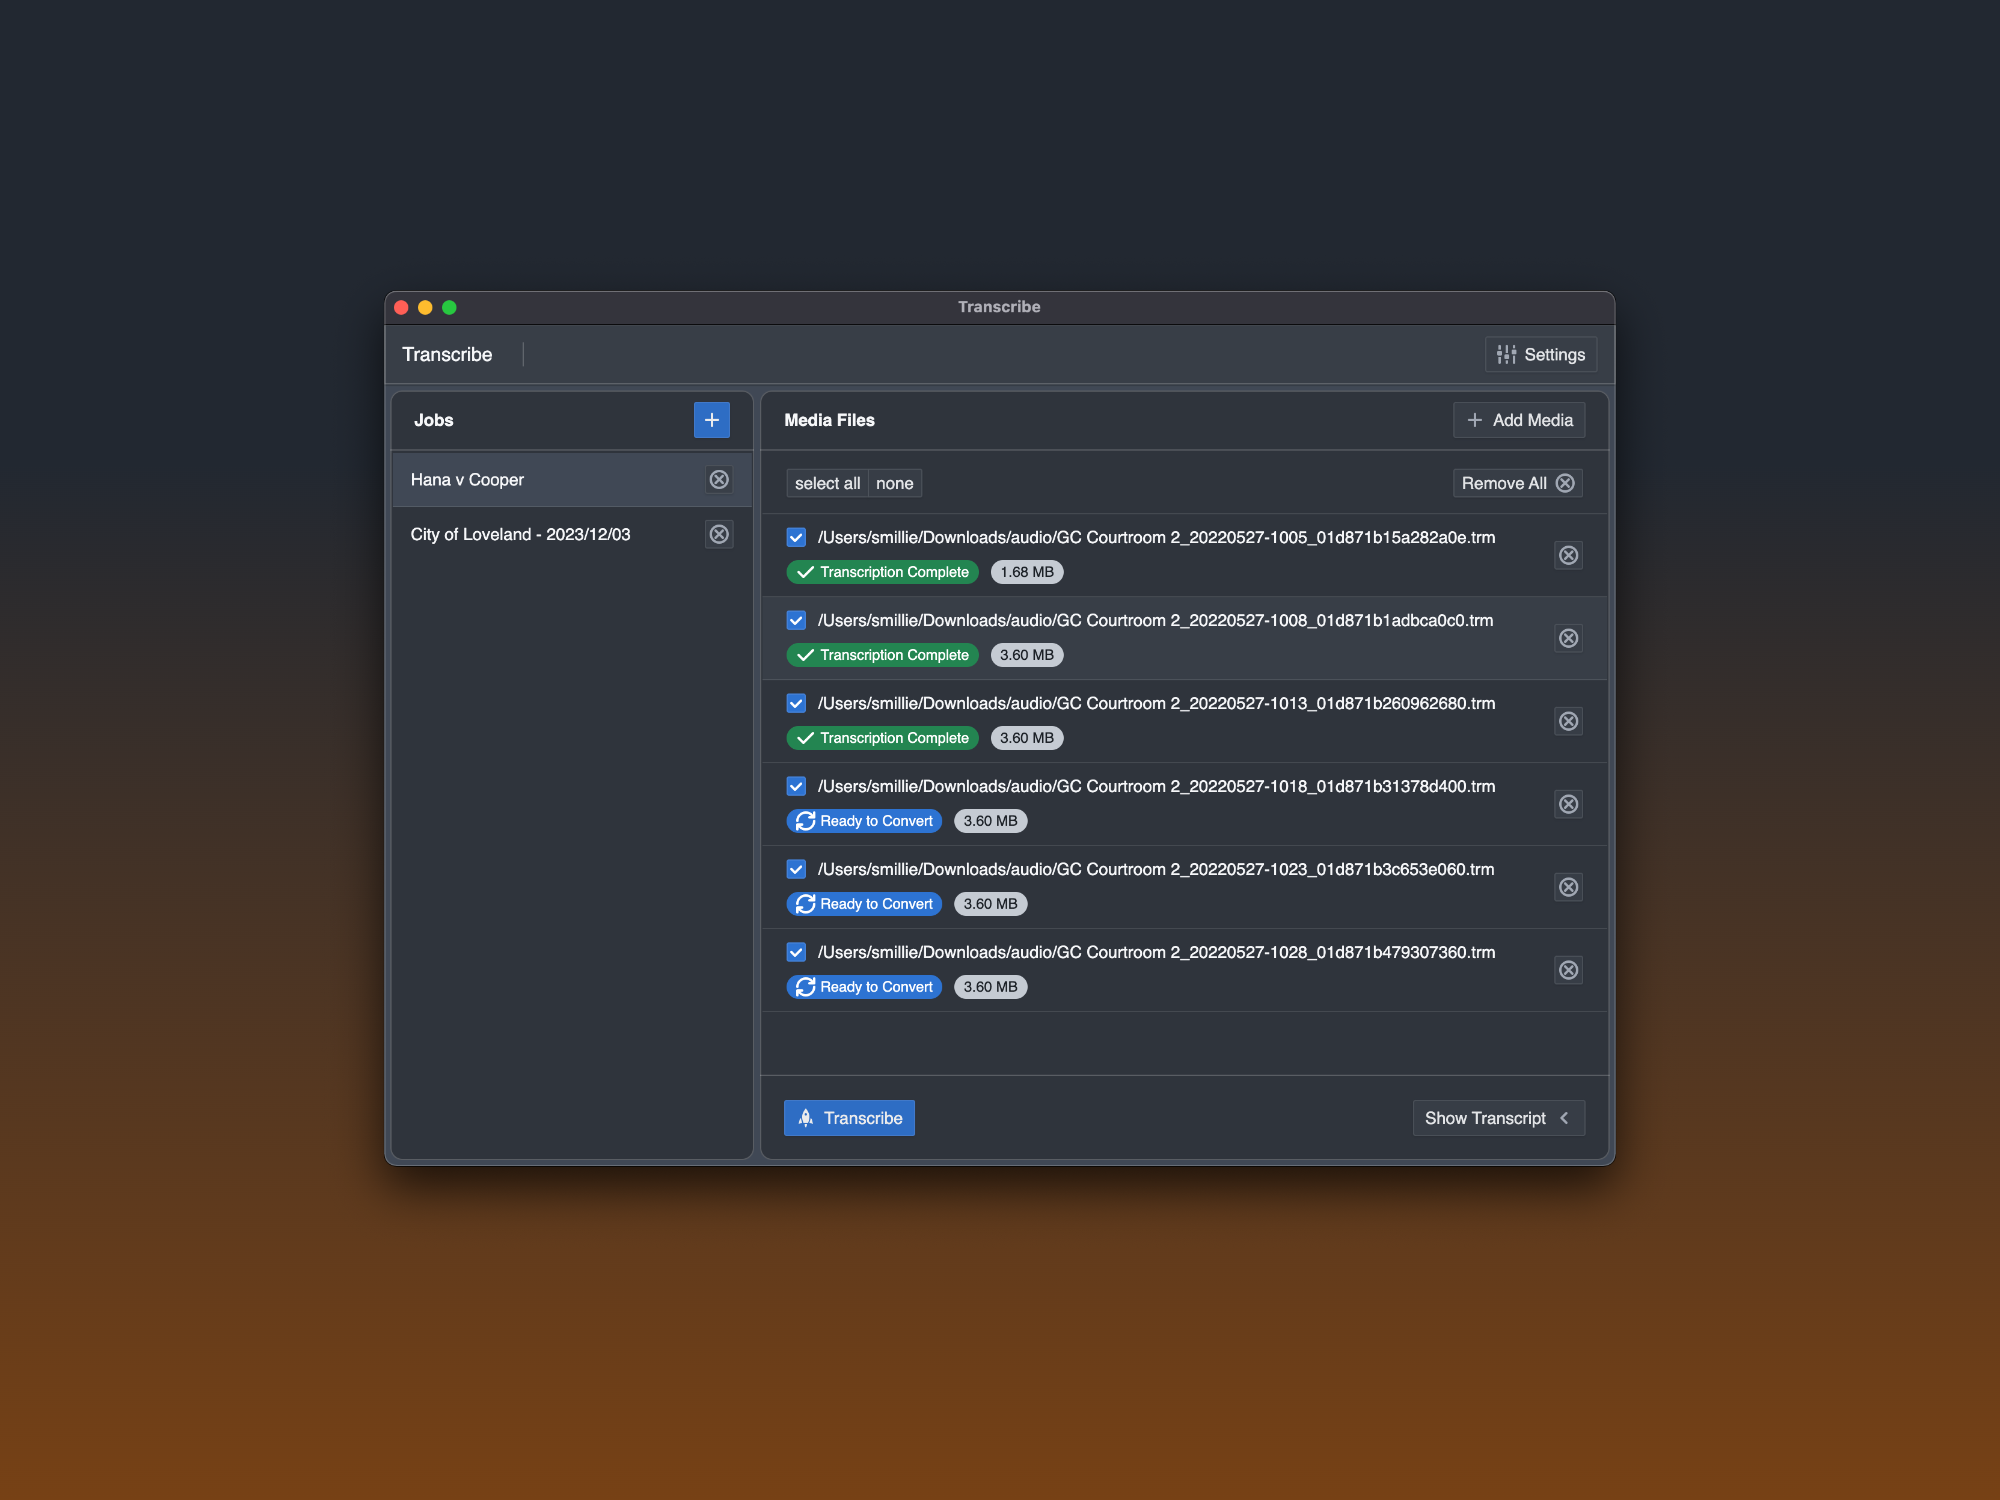 Transcribe
Transcribe
Settings
Jobs
Hana v Cooper
City of Loveland - 2023/12/03
Media Files
Add Media
select all none
Remove All
/Users/smillie/Downloads/audio/GC Courtroom 2_20220527-1005_01d871b15a282a0e.trm
Transcription Complete 1.68 MB
/Users/smillie/Downloads/audio/GC Courtroom 2_20220527-1008_01d871b1adbca0c0.trm
Transcription Complete 3.60 MB
/Users/smillie/Downloads/audio/GC Courtroom 2_20220527-1013_01d871b260962680.trm
Transcription Complete 3.60 MB
/Users/smillie/Downloads/audio/GC Courtroom 2_20220527-1018_01d871b31378d400.trm
Ready to Convert 3.60 MB
/Users/smillie/Downloads/audio/GC Courtroom 2_20220527-1023_01d871b3c653e060.trm
Ready to Convert 3.60 MB
/Users/smillie/Downloads/audio/GC Courtroom 2_20220527-1028_01d871b479307360.trm
Ready to Convert 3.60 MB
Transcribe
Show Transcript